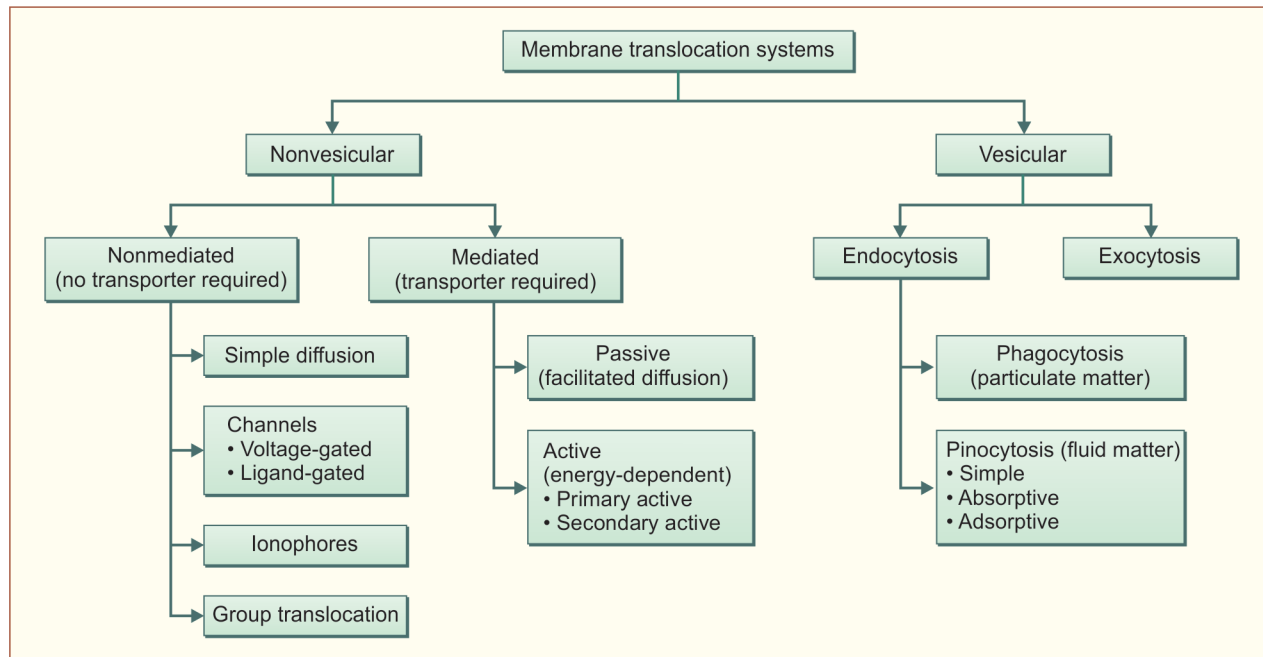 Membrane translocation systems
Nonvesicular
Vesicular
Nonmediated
(no transporter required)
Mediated
(transporter required)
Endocytosis
Exocytosis
Simple diffusion
Channels
• Voltage-gated
• Ligand-gated
Ionophores
Group translocation
Passive
(facilitated diffusion)
Active
(energy-dependent)
• Primary active
• Secondary active
Phagocytosis
(particulate matter)
Pinocytosis (fluid matter)
• Simple
• Absorptive
• Adsorptive